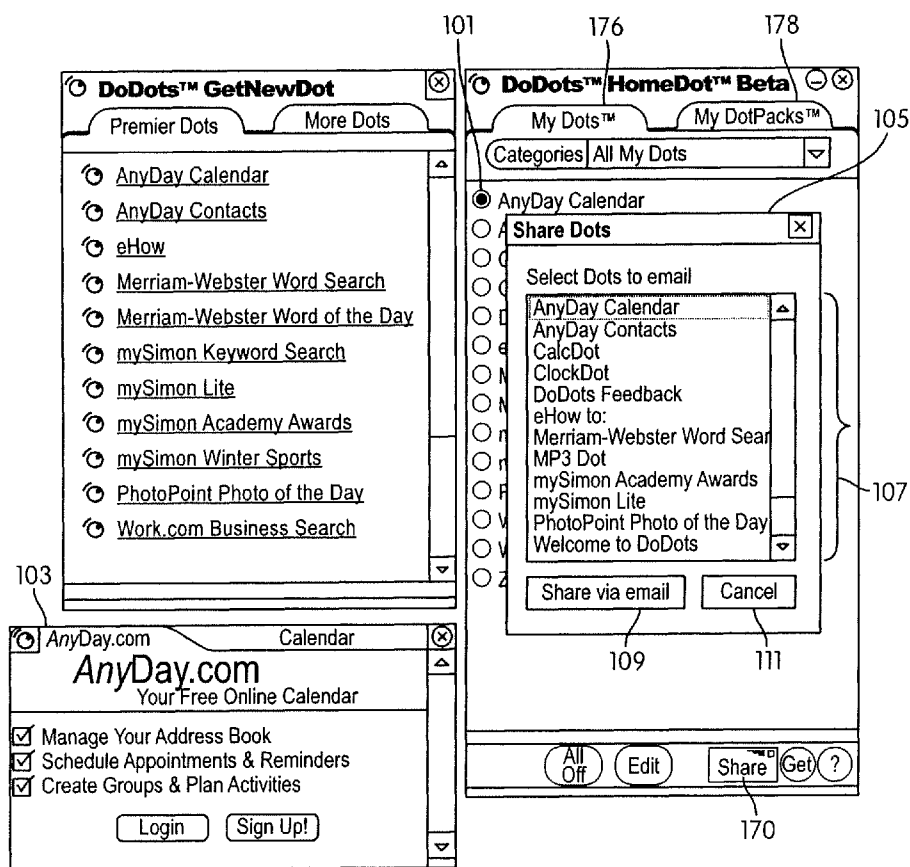 101
176
178
DoDots™ GetNewDot
Premier Dots
More Dots
AnyDay Calendar
AnyDay Contacts
eHow
Merriam-Webster Word Search
Merriam-Webster Word of the Day
mySimon Keyword Search
mySimon Lite
mySimon Academy Awards
mySimon Winter Sports
PhotoPoint Photo of the Day
Work.com Business Search
DoDots™ HomeDot™ Beta
My Dots™
My DotPacks™
105
Categories All My Dots
AnyDay Calendar
Share Dots
Select Dots to email
AnyDay Calendar
AnyDay Contacts
CalcDot
ClockDot
DoDots Feedback
eHow to:
Merriam-Webster Word Sear
MP3 Dot
mySimon Academy Awards
mySimon Lite
PhotoPoint Photo of the Day
Welcome to DoDots
107
Share via email
Cancel
109
111
All Off
Edit
Share
Get
?
170
103
AnyDay.com
Calendar
AnyDay.com
Your Free Online Calendar
Manage Your Address Book
Schedule Appointments & Reminders
Create Groups & Plan Activities
Login
Sign Up!